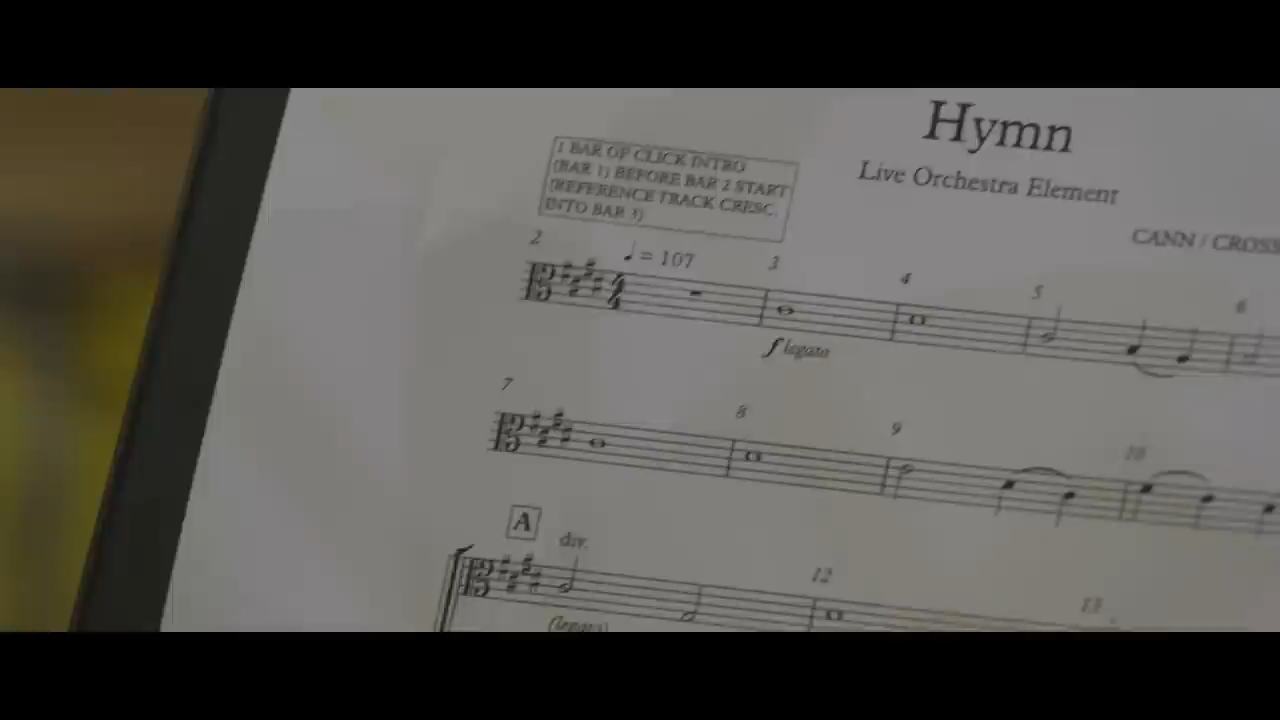 Hymn
Live Orchestra Element
CANN / CROSS
1 BAR OF CLICK INTRO
(BAR 1) BEFORE BAR 2 START
(REFERENCE TRACK CRESC.
INTO BAR 3)
2 ♩ = 107 3 4 5 6
f legato
7 8 9 10
A div. 12 13
(legato)